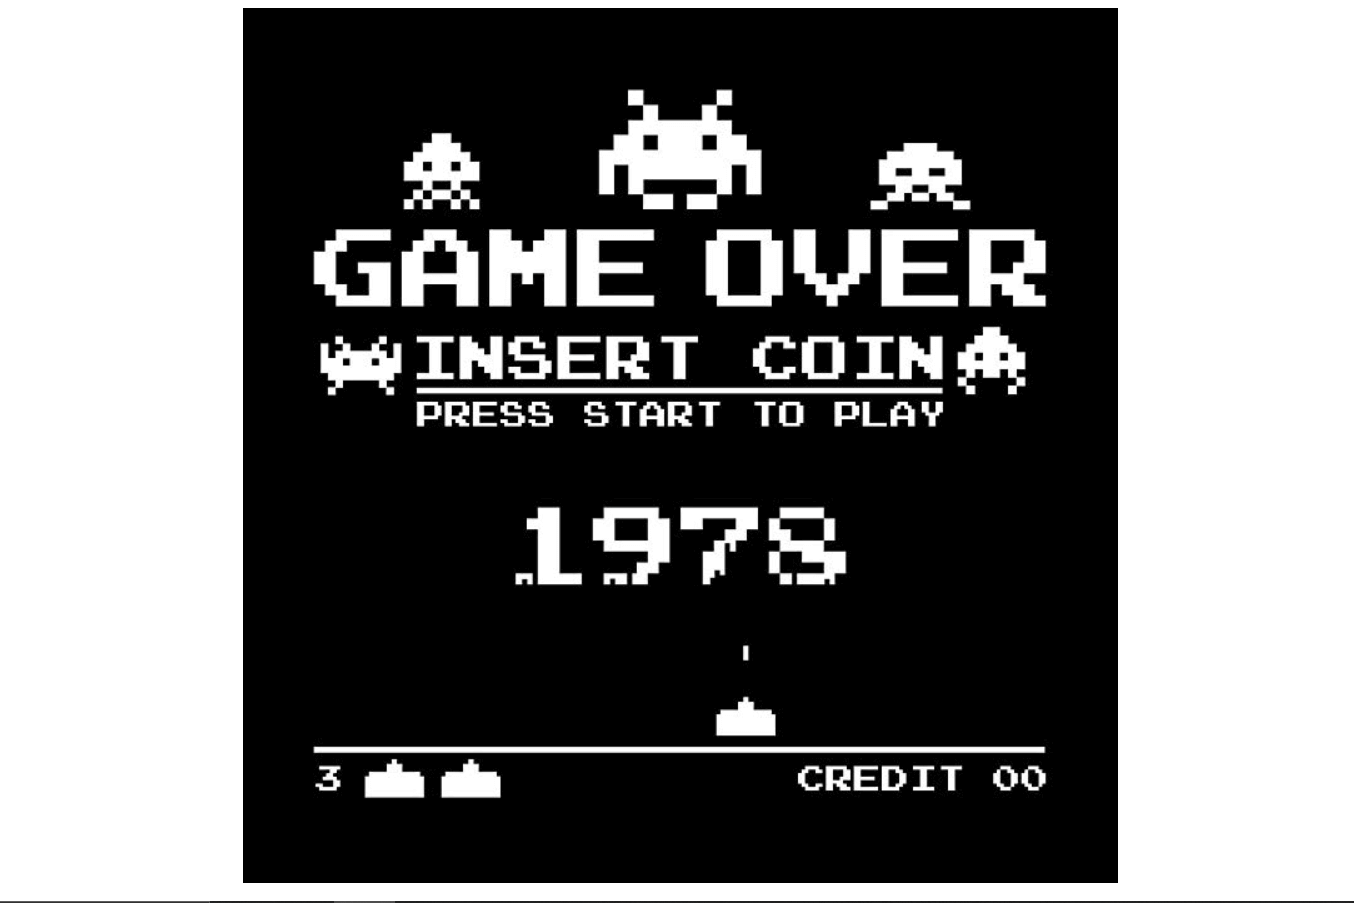 GAME OVER
INSERT COIN
PRESS START TO PLAY
1978
3 CREDIT 00